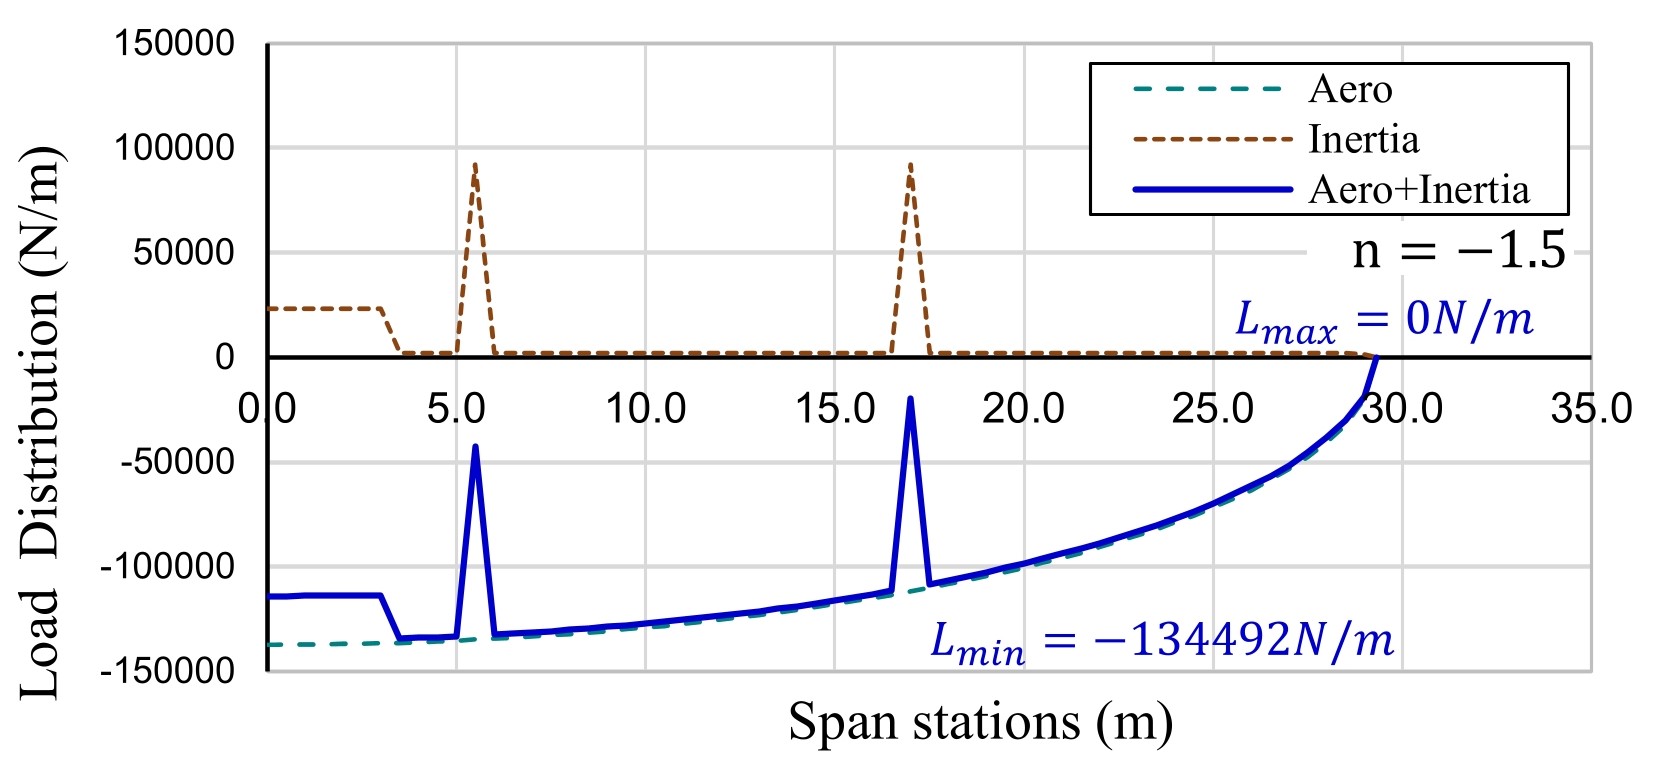 150000
100000
50000
0
-50000
-100000
-150000
Load Distribution (N/m)
0.0 5.0 10.0 15.0 20.0 25.0 30.0 35.0
Span stations (m)
Aero
Inertia
Aero+Inertia
n = −1.5
L_max = 0N/m
L_min = −134492N/m